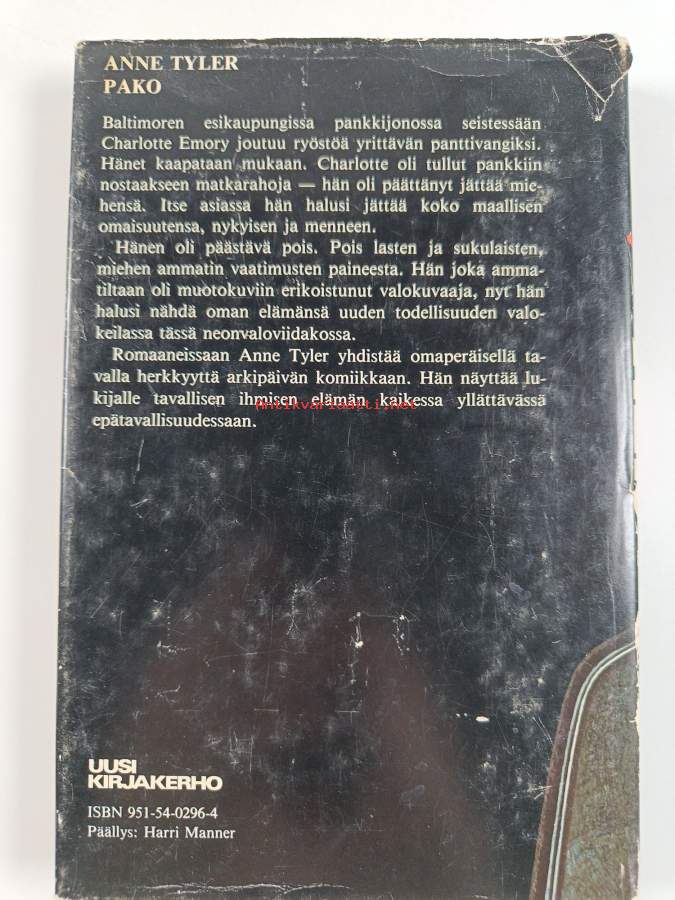 ANNE TYLER
PAKO
Baltimoren esikaupungissa pankkijonossa seistessään
Charlotte Emory joutuu ryöstöä yrittävän panttivangiksi.
Hänet kaapataan mukaan. Charlotte oli tullut pankkiin
nostaakseen matkarahoja — hän oli päättänyt jättää mie-
hensä. Itse asiassa hän halusi jättää koko maallisen
omaisuutensa, nykyisen ja menneen.
Hänen oli päästävä pois. Pois lasten ja sukulaisten,
miehen ammatin vaatimusten paineesta. Hän joka amma-
tiltaan oli muotokuviin erikoistunut valokuvaaja, nyt hän
halusi nähdä oman elämänsä uuden todellisuuden valo-
keilassa tässä neonvaloviidakossa.
Romaaneissaan Anne Tyler yhdistää omaperäisellä ta-
valla herkkyyttä arkipäivän komiikkaan. Hän näyttää lu-
kijalle tavallisen ihmisen elämän kaikessa yllättävässä
Antikvariaatti.net
epätavallisuudessaan.
UUSI
KIRJAKERHO
ISBN 951-54-0296-4
Päällys: Harri Manner